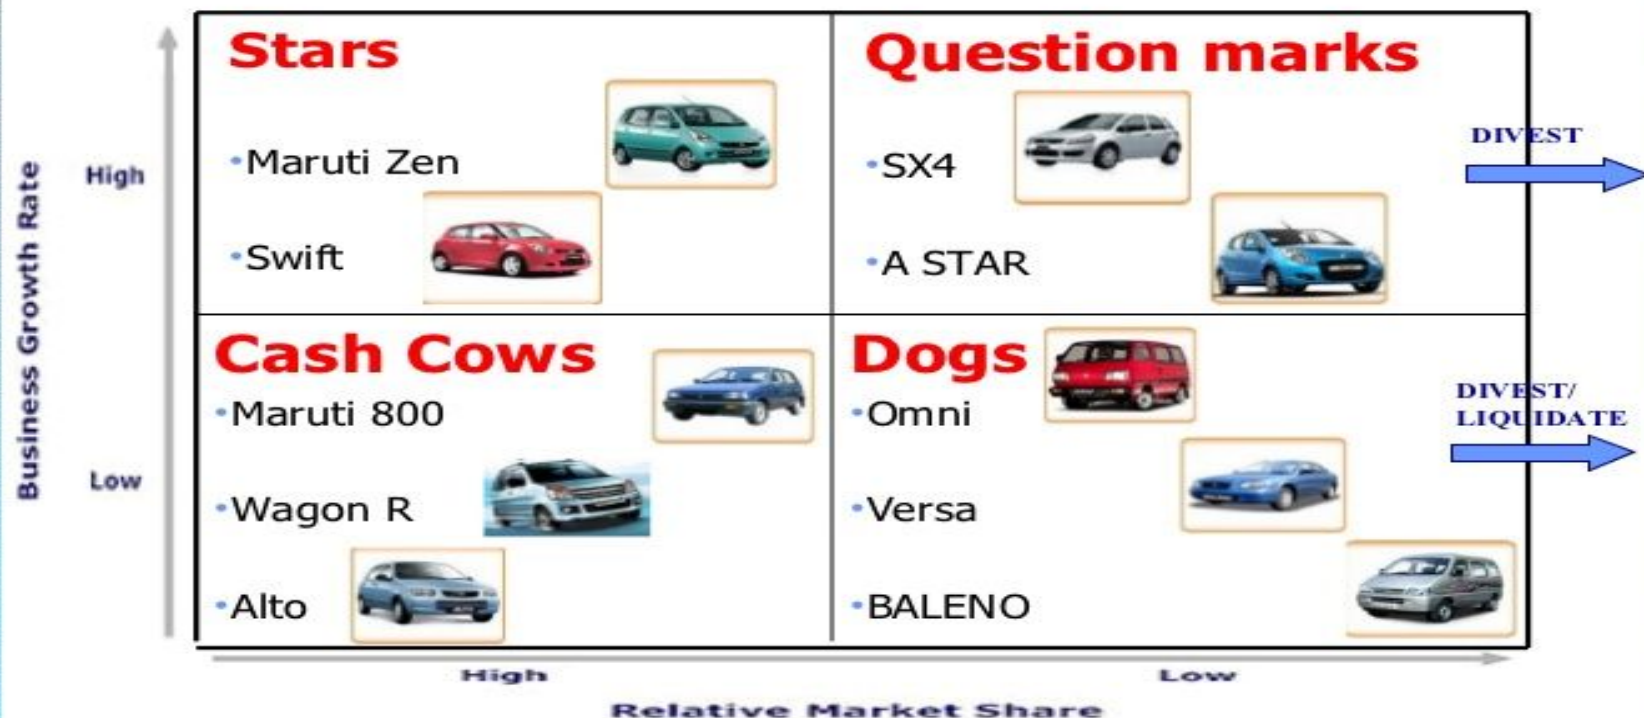 Stars
•Maruti Zen
•Swift
Question marks
•SX4
•A STAR
DIVEST
Cash Cows
•Maruti 800
•Wagon R
•Alto
Dogs
•Omni
•Versa
•BALENO
DIVEST/
LIQUIDATE
Business Growth Rate
High
Low
High
Low
Relative Market Share